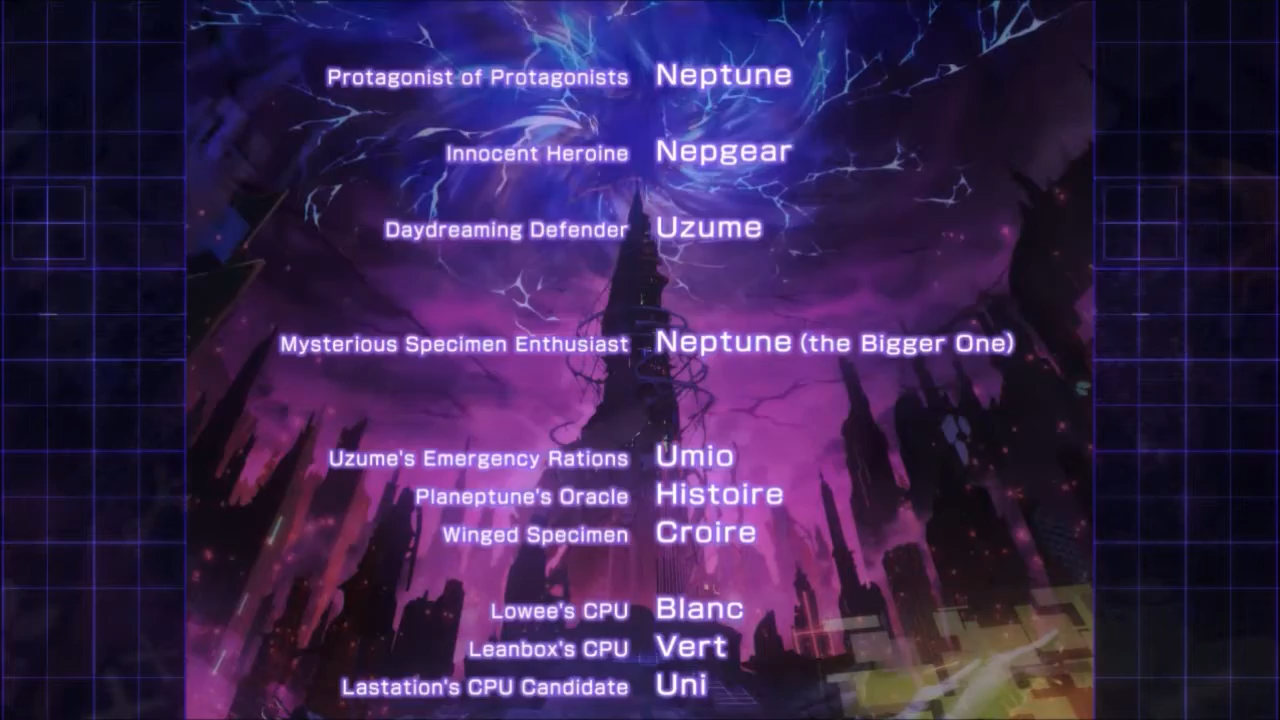 Protagonist of Protagonists Neptune
Innocent Heroine Nepgear
Daydreaming Defender Uzume
Mysterious Specimen Enthusiast Neptune (the Bigger One)
Uzume's Emergency Rations Umio
Planeptune's Oracle Histoire
Winged Specimen Croire
Lowee's CPU Blanc
Leanbox's CPU Vert
Lastation's CPU Candidate Uni